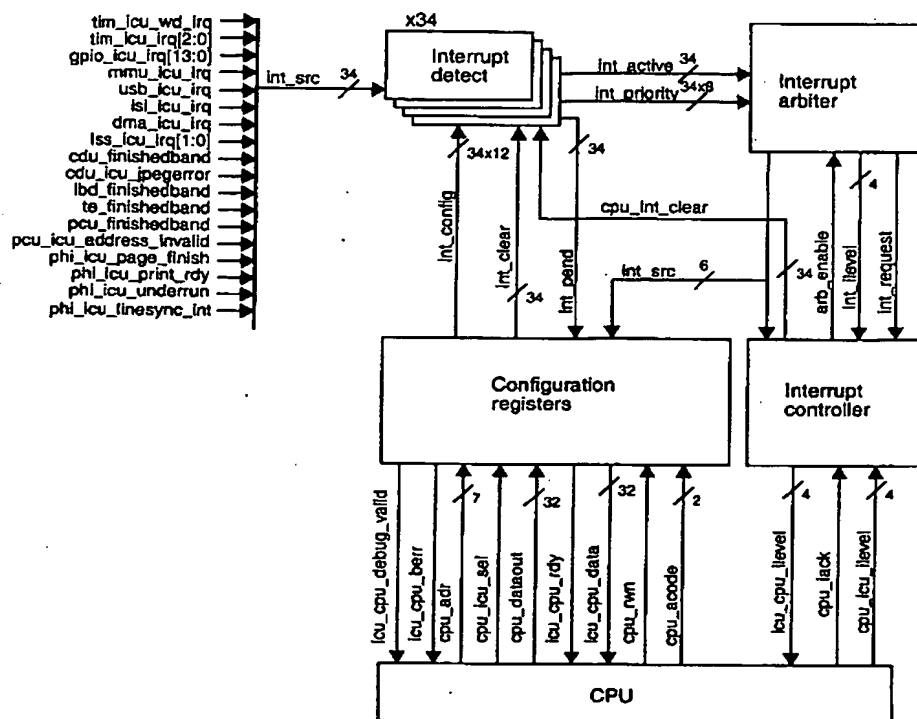 tim_icu_wd_irq
tim_icu_irq[2:0]
gpio_icu_irq[13:0]
mmu_icu_irq
usb_icu_irq
isi_icu_irq
dma_icu_irq
lss_icu_irq[1:0]
cdu_finishedband
cdu_icu_jpegerror
lbd_finishedband
te_finishedband
pcu_finishedband
pcu_icu_address_invalid
phi_icu_page_finish
phi_icu_print_rdy
phi_icu_underrun
phi_icu_linesync_int
int_src
34
x34
Interrupt
detect
int_active
34
int_priority
34x8
Interrupt
arbiter
34x12
34
int_config
int_clear
34
int_pend
cpu_int_clear
int_src
6
34
arb_enable
4
int_ilevel
int_request
Configuration
registers
Interrupt
controller
icu_cpu_debug_valid
icu_cpu_berr
cpu_adr
7
cpu_icu_sel
cpu_dataout
32
icu_cpu_rdy
icu_cpu_data
32
cpu_rwn
cpu_acode
2
icu_cpu_ilevel
4
cpu_iack
cpu_icu_ilevel
4
CPU